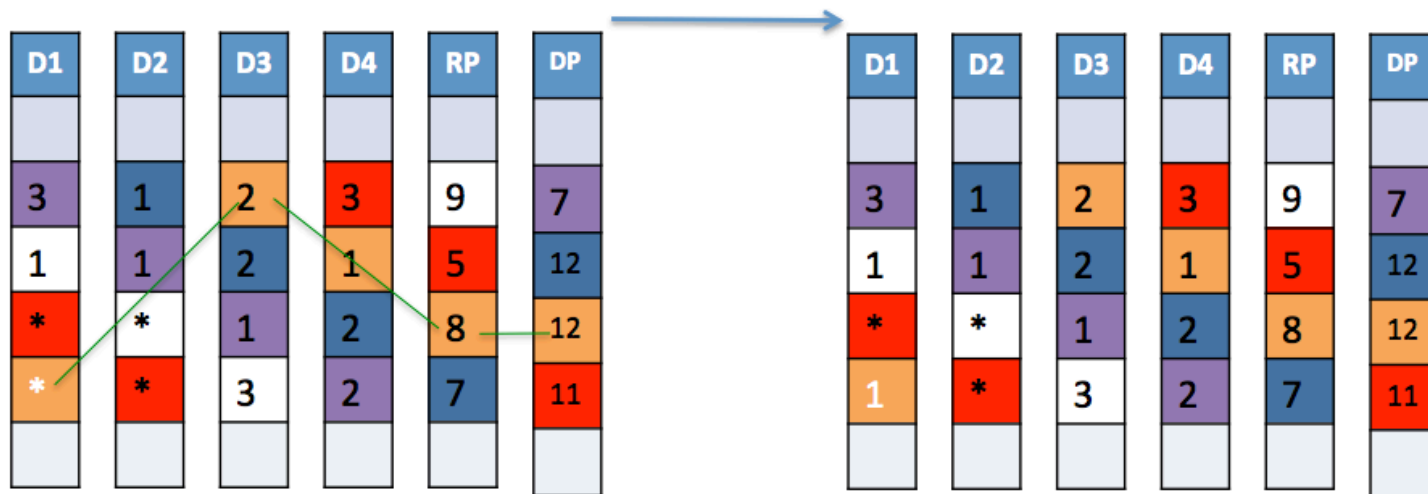 D1 D2 D3 D4 RP DP D1 D2 D3 D4 RP DP
3 1 2 3 9 7 3 1 2 3 9 7
1 1 2 1 5 12 1 1 2 1 5 12
* * 1 2 8 12 * * 1 2 8 12
* * 3 2 7 11 1 * 3 2 7 11